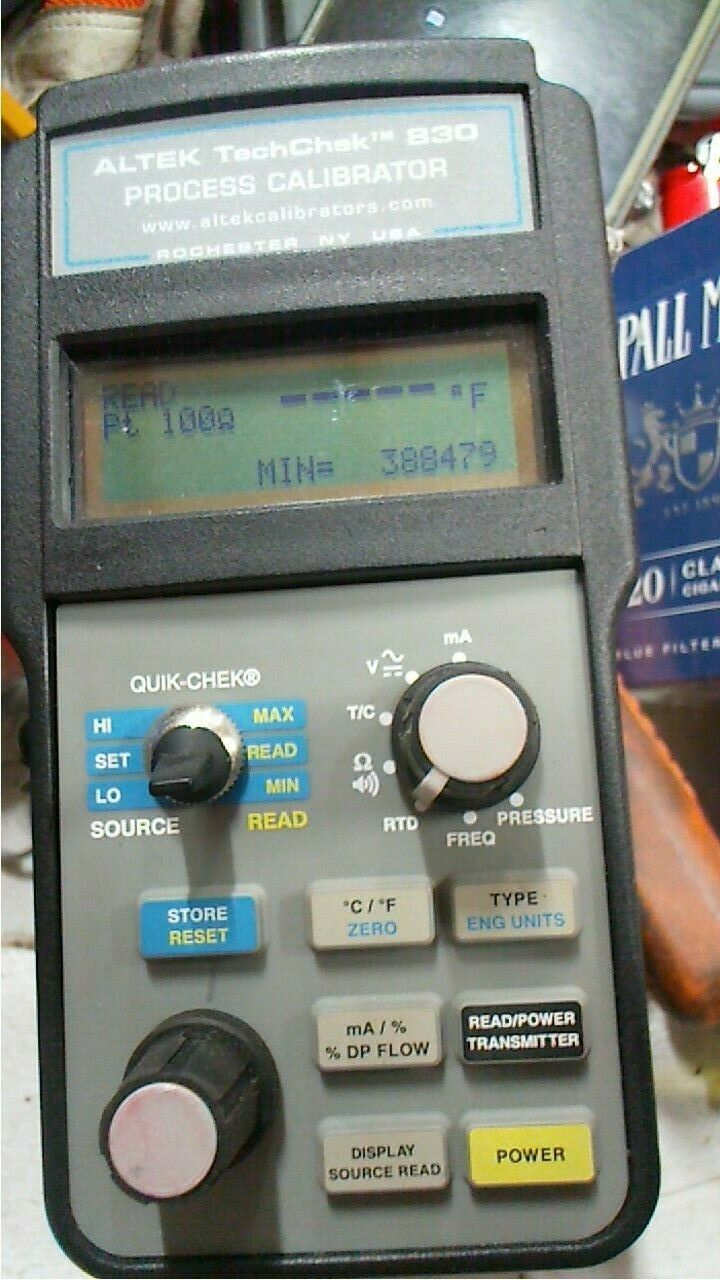 ALTEK TechChek™ 830
PROCESS CALIBRATOR
www.altekcalibrators.com
ROCHESTER NY USA
READ ------ °F
Pt 100Ω
MIN= 388479
PALL M
20 CLA
CIGA
LUE FILTER
QUIK-CHEK®
HI MAX
SET READ
LO MIN
SOURCE READ
mA
V
T/C
Ω
RTD
FREQ
PRESSURE
STORE
RESET
°C / °F
ZERO
TYPE
ENG UNITS
mA / %
% DP FLOW
READ/POWER
TRANSMITTER
DISPLAY
SOURCE READ
POWER